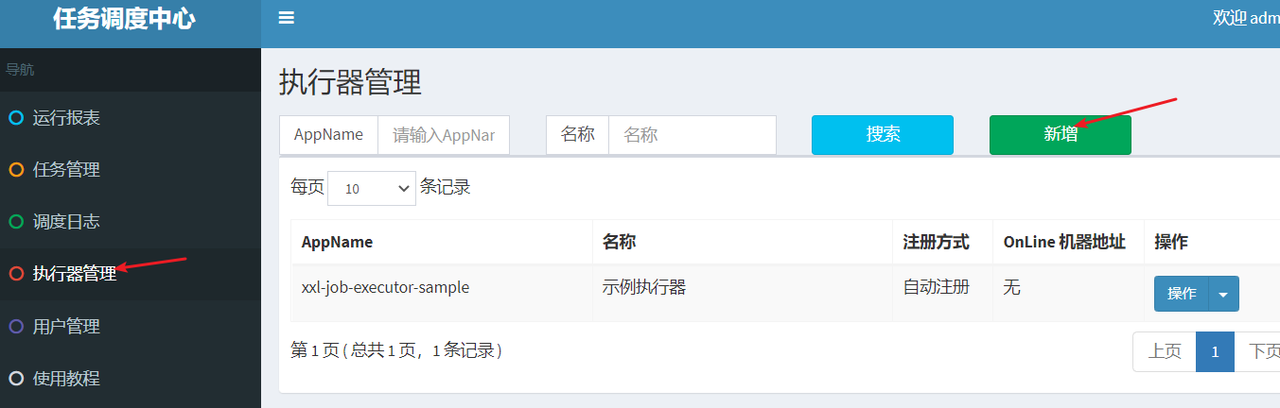 任务调度中心
欢迎 adm
导航
运行报表
任务管理
调度日志
执行器管理
用户管理
使用教程
执行器管理
AppName 请输入AppNar 名称 名称 搜索 新增
每页 10 条记录
AppName 名称 注册方式 OnLine 机器地址 操作
xxl-job-executor-sample 示例执行器 自动注册 无 操作
第 1 页 ( 总共 1 页，1 条记录 ) 上页 1 下页